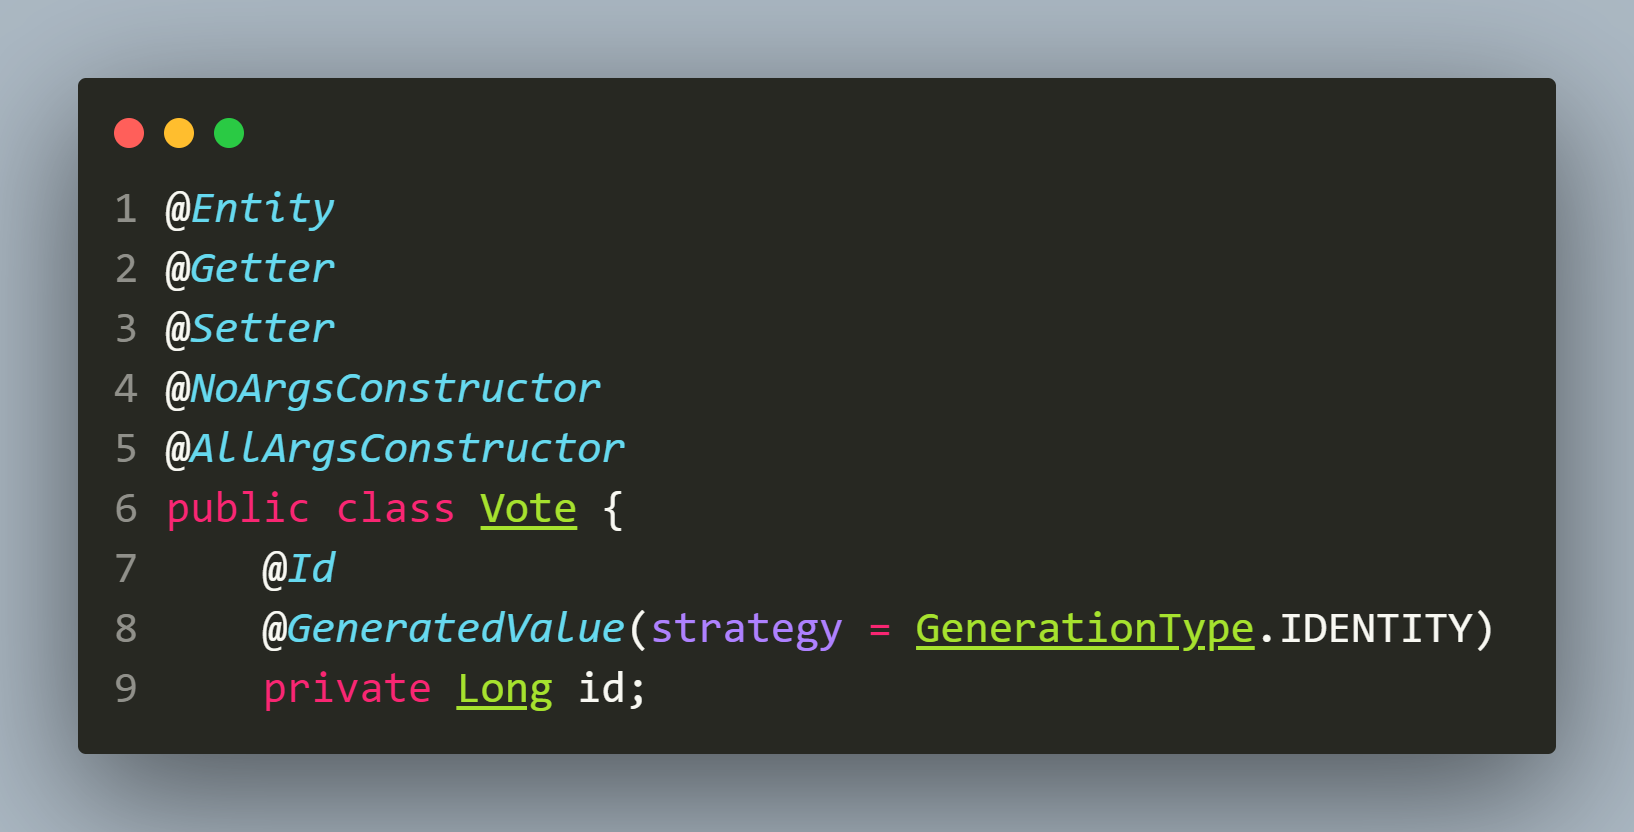 1 @Entity
2 @Getter
3 @Setter
4 @NoArgsConstructor
5 @AllArgsConstructor
6 public class Vote {
7     @Id
8     @GeneratedValue(strategy = GenerationType.IDENTITY)
9     private Long id;